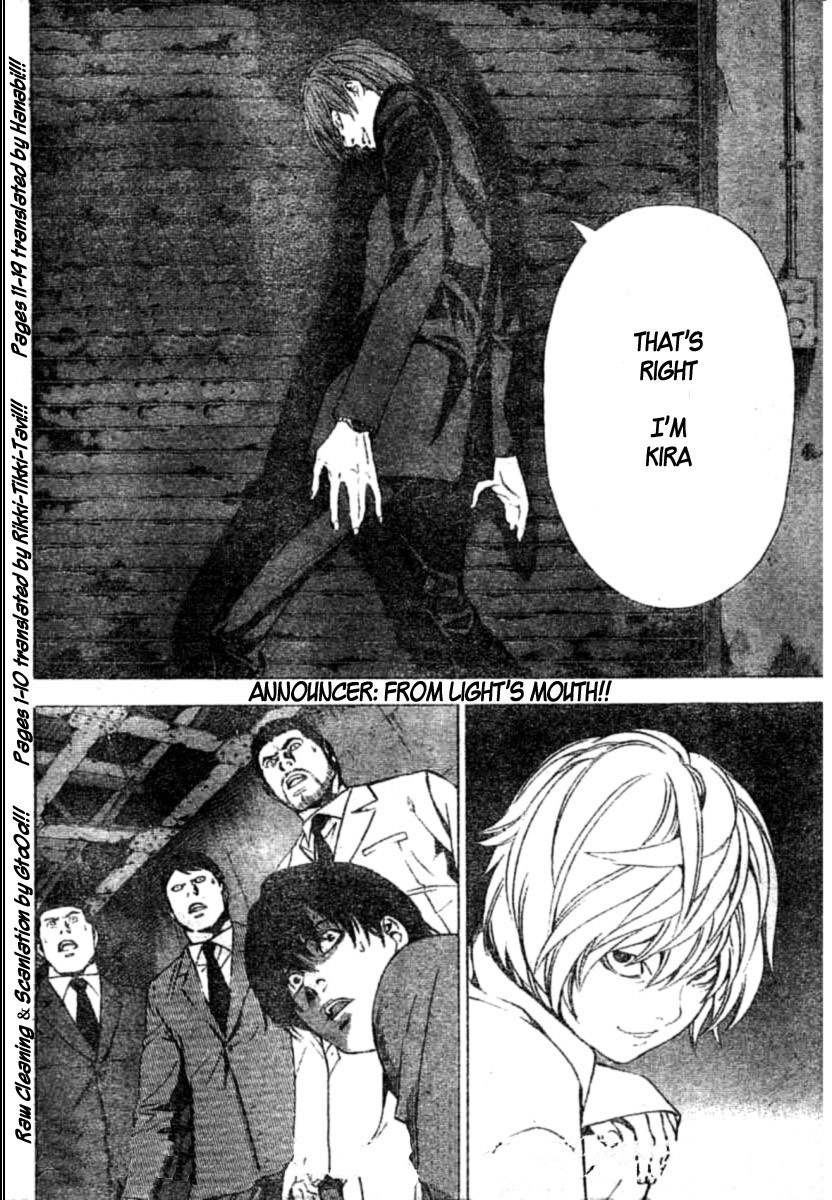 THAT'S
RIGHT
I'M
KIRA
ANNOUNCER: FROM LIGHT'S MOUTH!!
Raw Cleaning & Scanlation by Gta0d!!! Pages 1-10 translated by Rikki-Tikki-Tavi!!! Pages 11-19 translated by Hanabi!!!